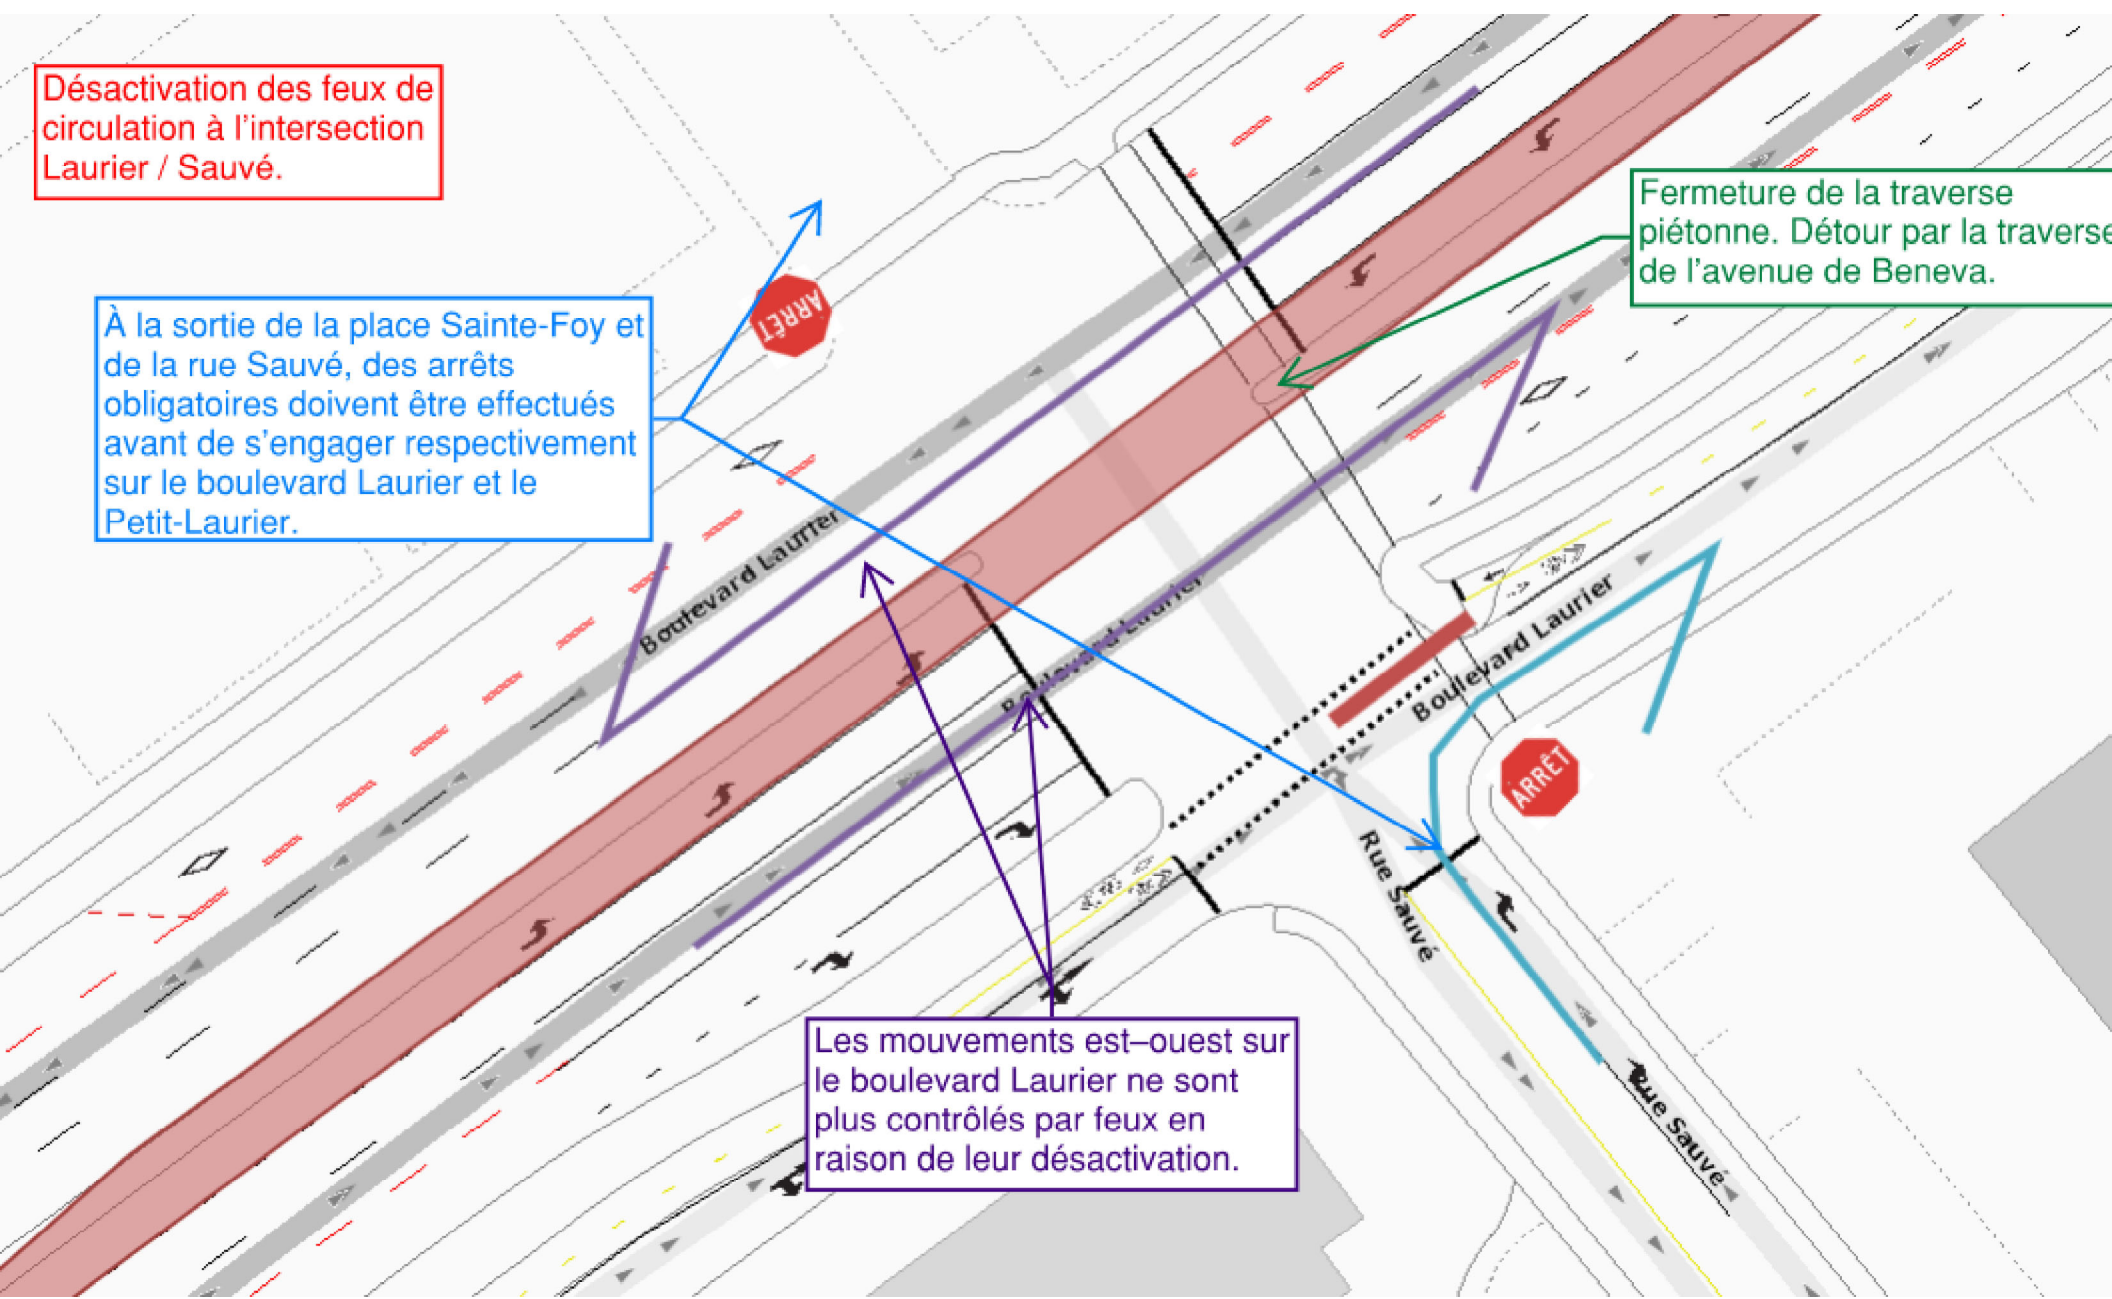 Désactivation des feux de
circulation à l'intersection
Laurier / Sauvé.
Fermeture de la traverse
piétonne. Détour par la traverse
de l'avenue de Beneva.
ARRÊT
À la sortie de la place Sainte-Foy et
de la rue Sauvé, des arrêts
obligatoires doivent être effectués
avant de s'engager respectivement
sur le boulevard Laurier et le
Petit-Laurier.
Boulevard Laurier
Boulevard Laurier
Boulevard Laurier
ARRÊT
Rue Sauvé
Rue Sauvé
Les mouvements est–ouest sur
le boulevard Laurier ne sont
plus contrôlés par feux en
raison de leur désactivation.